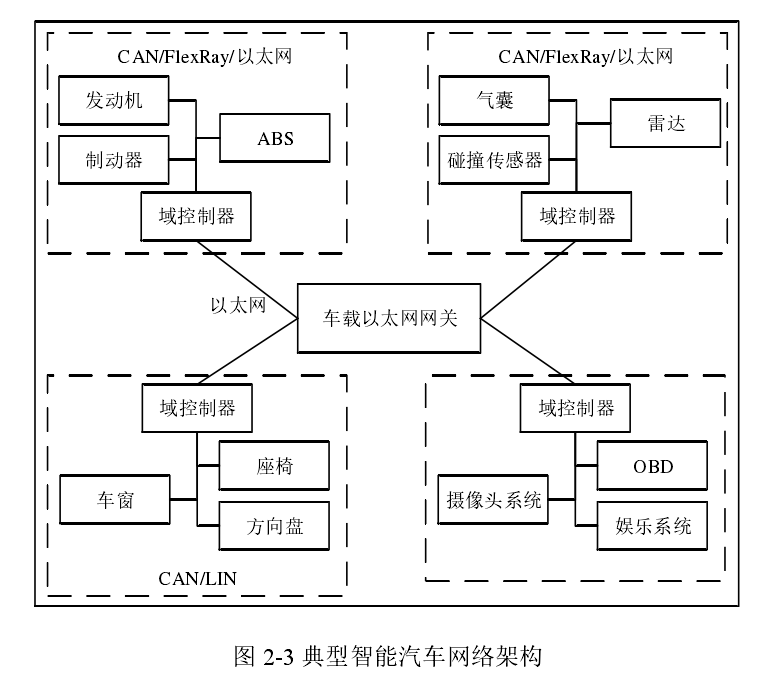 CAN/FlexRay/以太网
发动机
制动器
ABS
域控制器
CAN/FlexRay/以太网
气囊
碰撞传感器
雷达
域控制器
以太网
车载以太网网关
域控制器
座椅
车窗
方向盘
CAN/LIN
域控制器
OBD
摄像头系统
娱乐系统
图 2-3 典型智能汽车网络架构